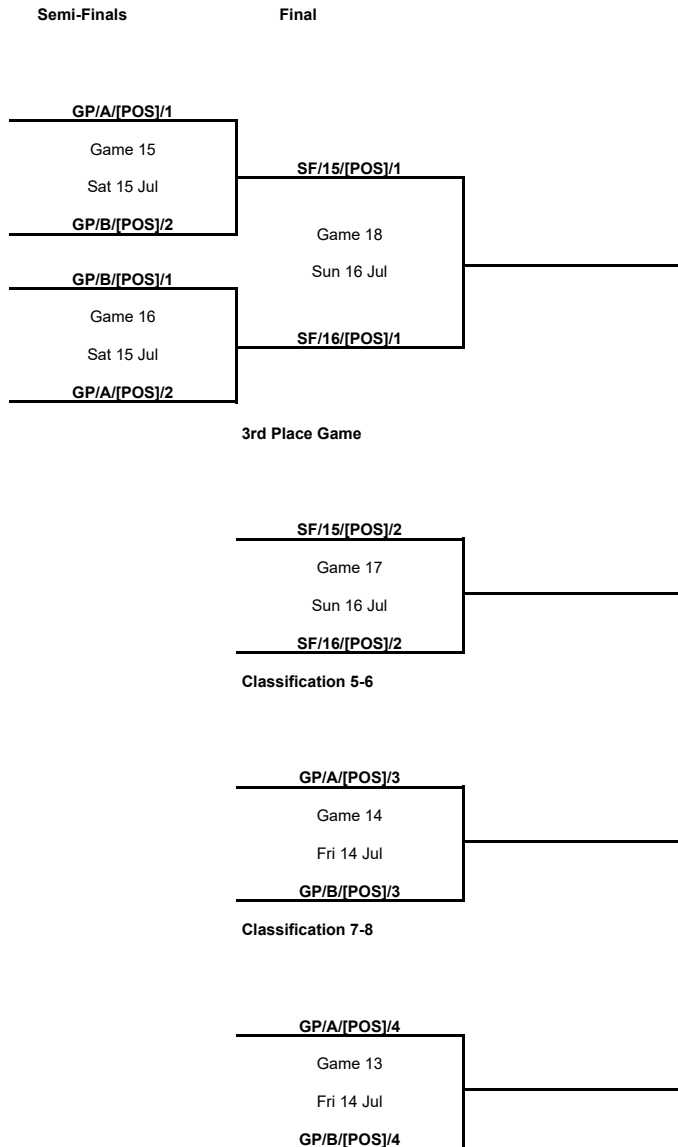 Semi-Finals Final
GP/A/[POS]/1
Game 15
Sat 15 Jul
GP/B/[POS]/2
GP/B/[POS]/1
Game 16
Sat 15 Jul
GP/A/[POS]/2
SF/15/[POS]/1
Game 18
Sun 16 Jul
SF/16/[POS]/1
3rd Place Game
SF/15/[POS]/2
Game 17
Sun 16 Jul
SF/16/[POS]/2
Classification 5-6
GP/A/[POS]/3
Game 14
Fri 14 Jul
GP/B/[POS]/3
Classification 7-8
GP/A/[POS]/4
Game 13
Fri 14 Jul
GP/B/[POS]/4